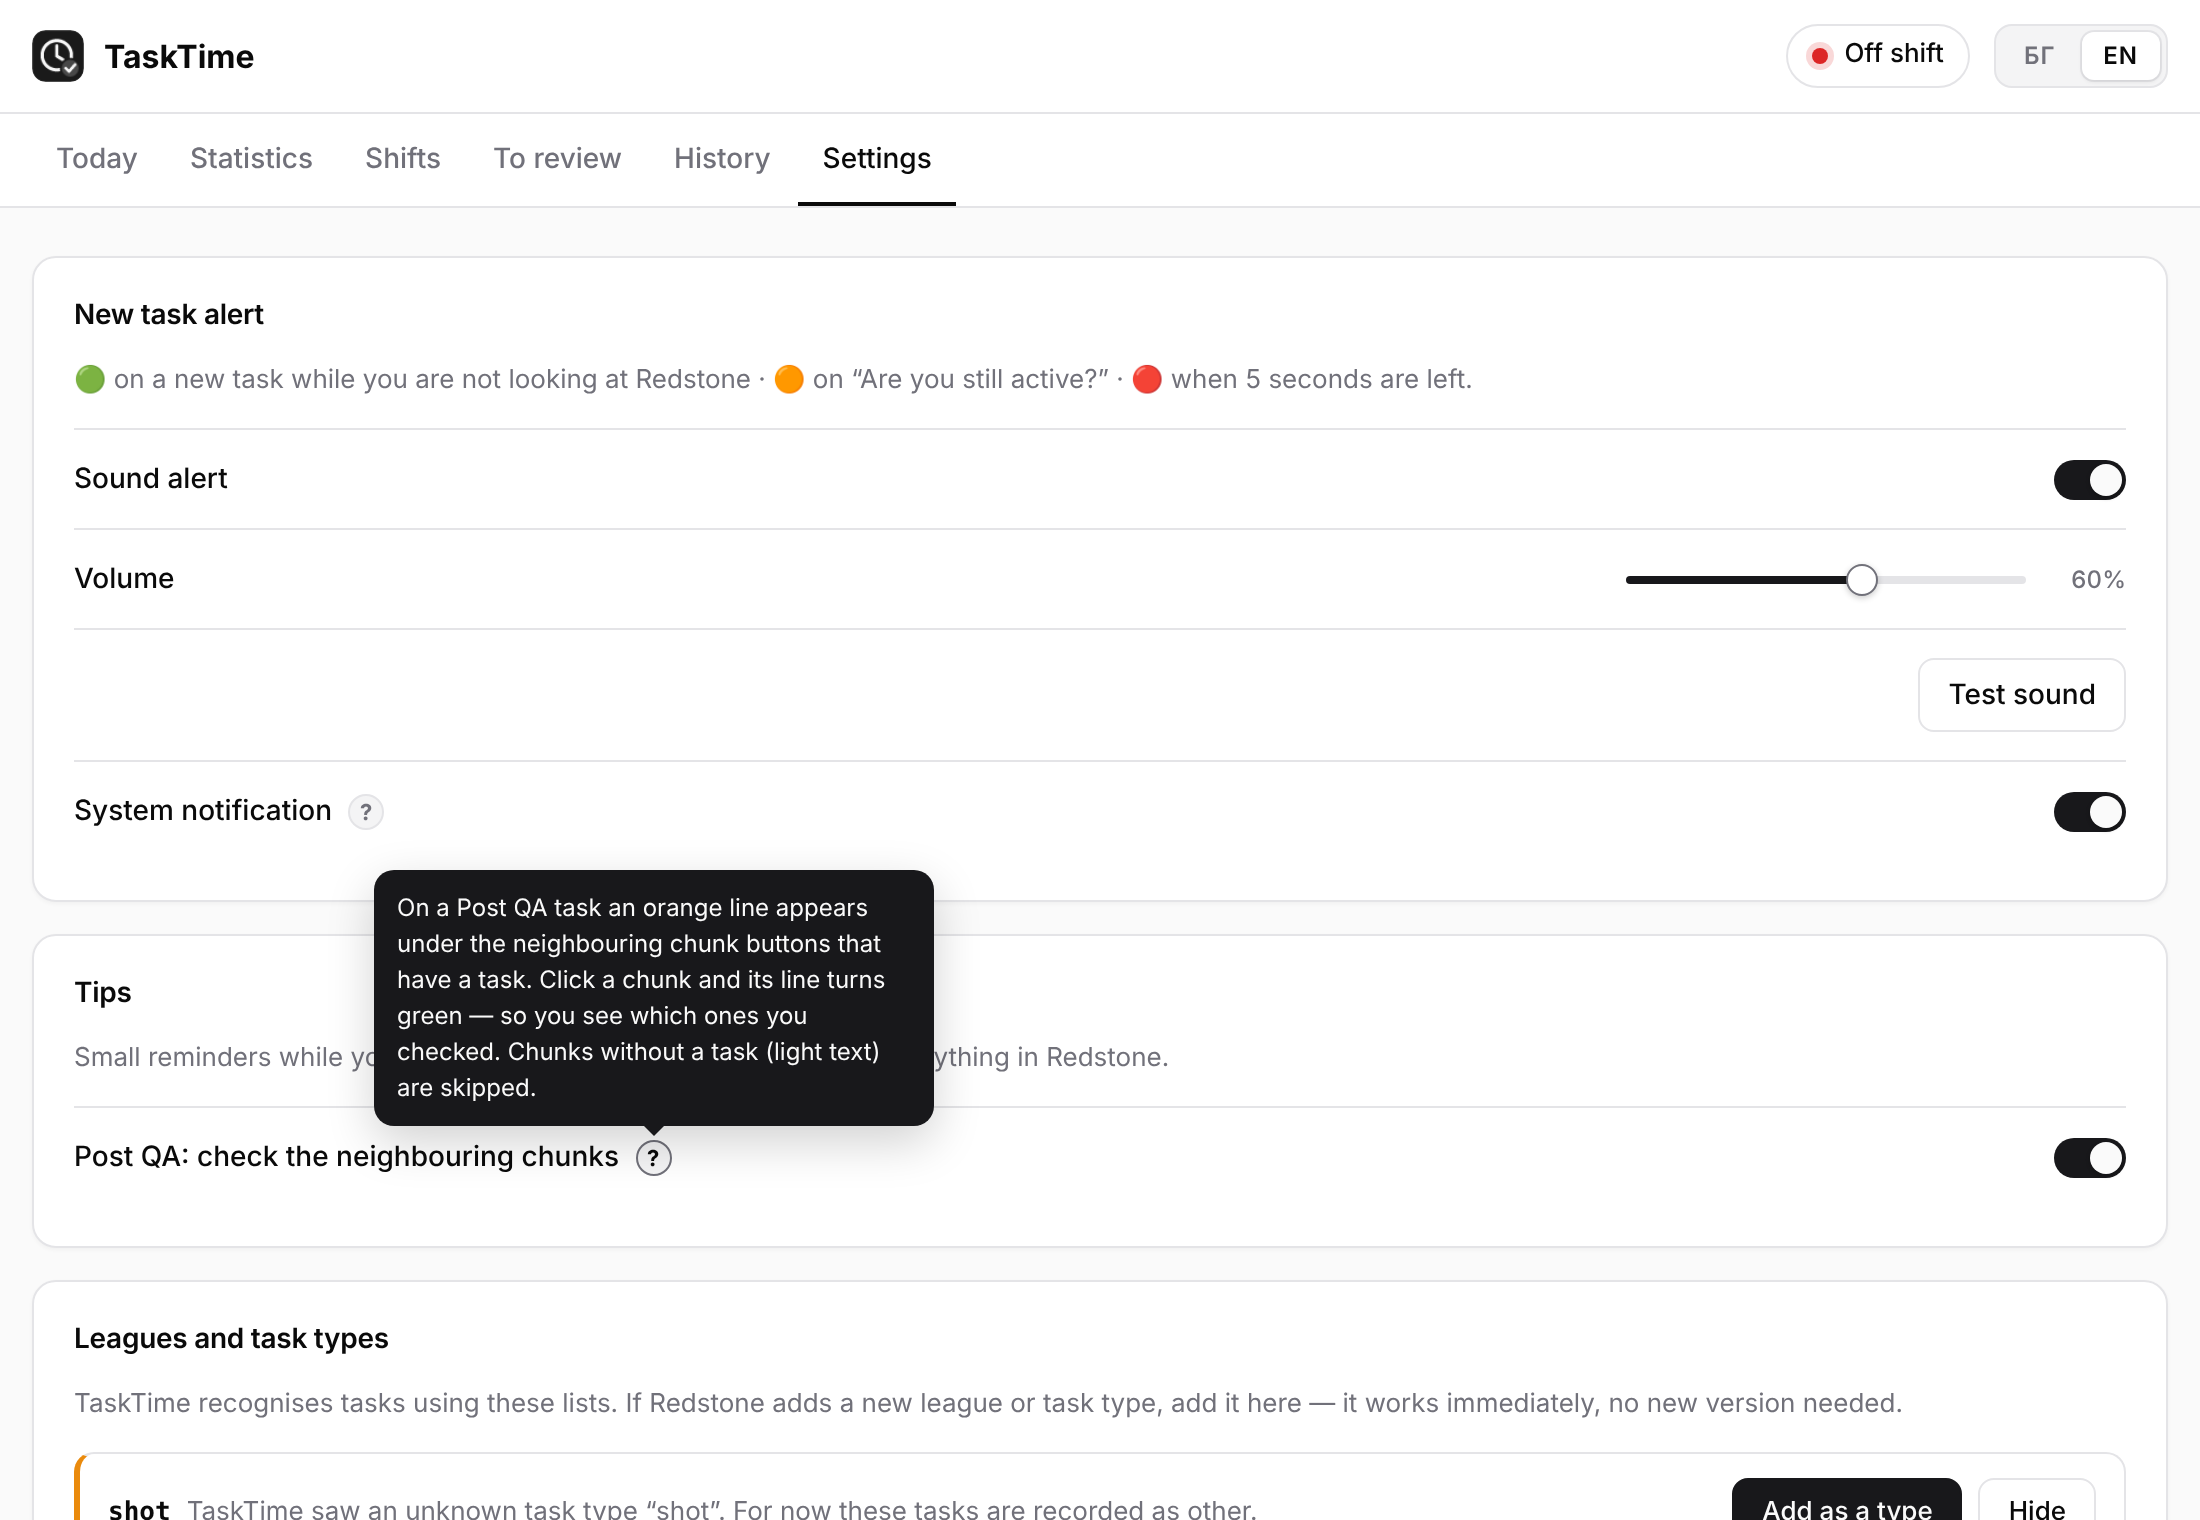 TaskTime
Off shift
БГ
EN
Today
Statistics
Shifts
To review
History
Settings
New task alert
🟢 on a new task while you are not looking at Redstone · 🟠 on “Are you still active?” · 🔴 when 5 seconds are left.
Sound alert
Volume
60%
Test sound
System notification ?
On a Post QA task an orange line appears
under the neighbouring chunk buttons that
have a task. Click a chunk and its line turns
green — so you see which ones you
checked. Chunks without a task (light text)
are skipped.
Tips
Small reminders while ything in Redstone.
Post QA: check the neighbouring chunks ?
Leagues and task types
TaskTime recognises tasks using these lists. If Redstone adds a new league or task type, add it here — it works immediately, no new version needed.
shot TaskTime saw an unknown task type “shot”. For now these tasks are recorded as other.
Add as a type
Hide